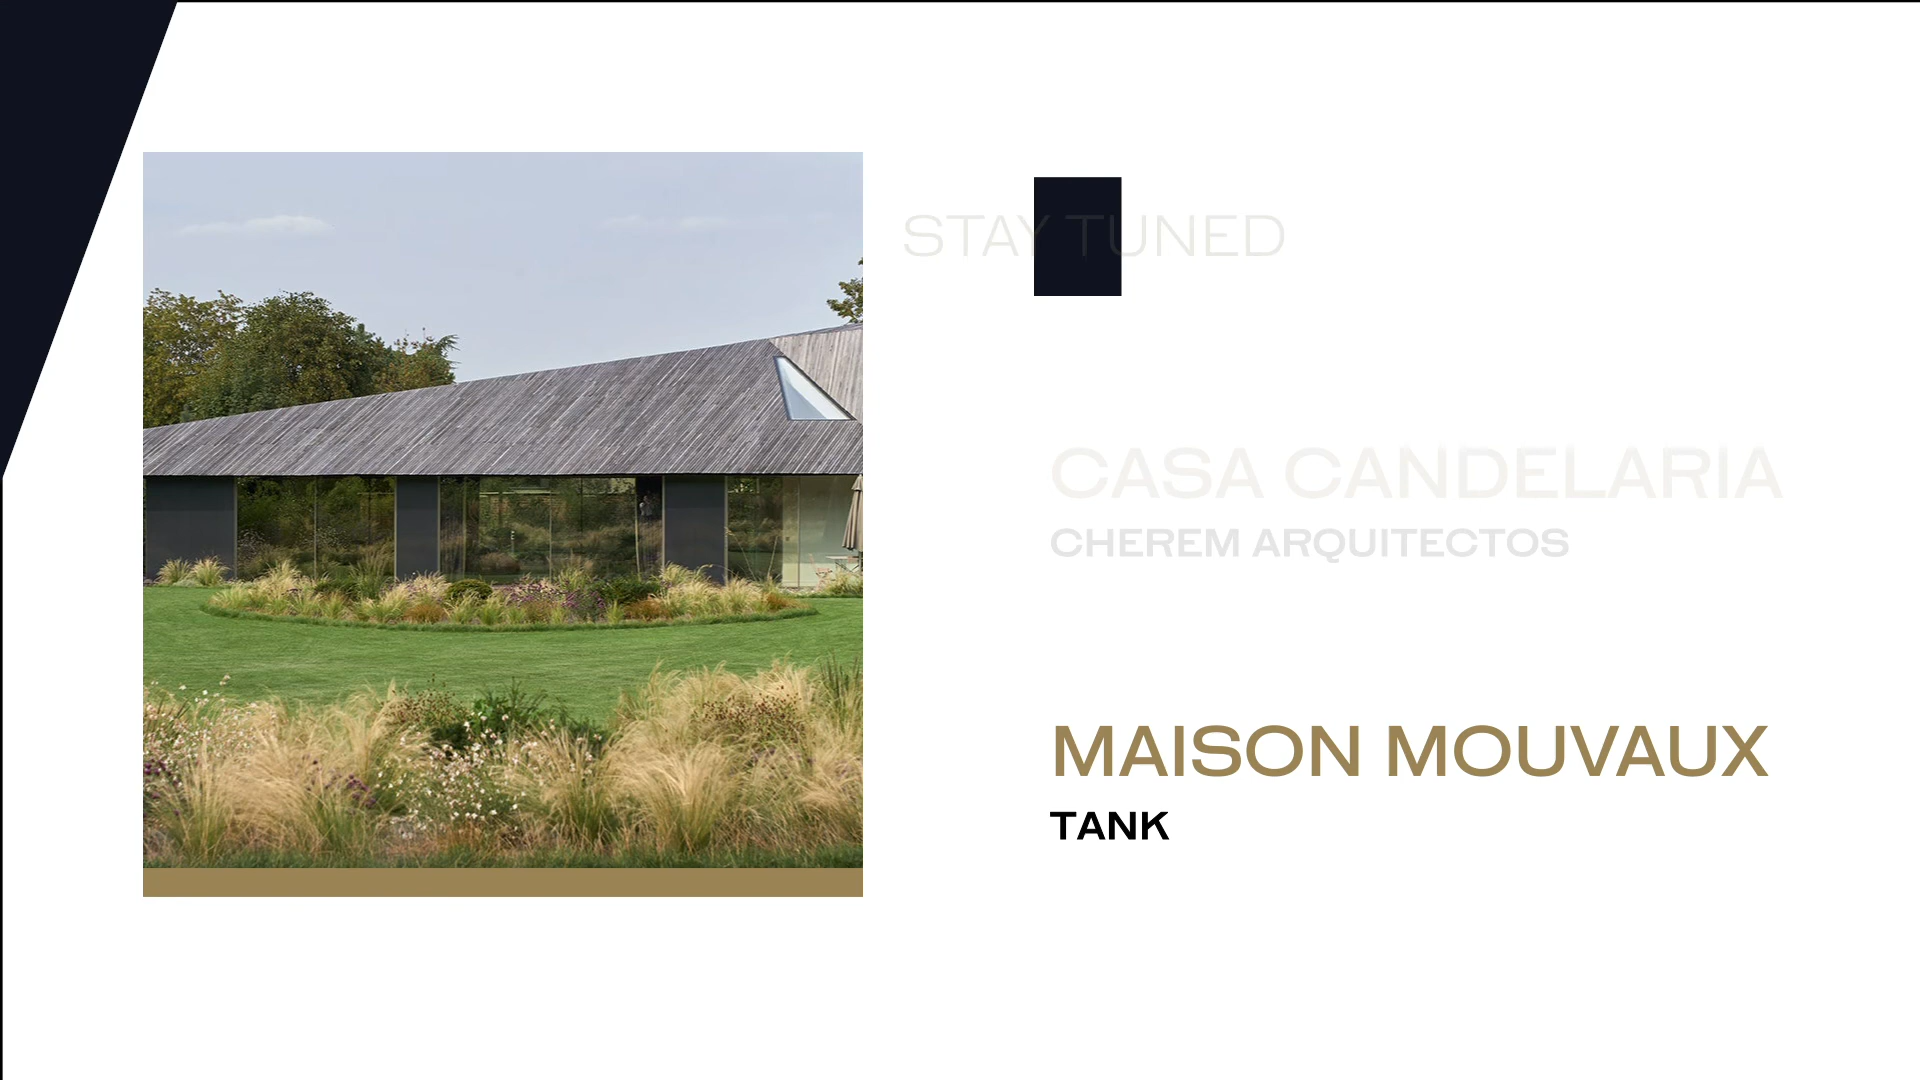 STAY TUNED
CASA CANDELARIA
CHEREM ARQUITECTOS
MAISON MOUVAUX
TANK